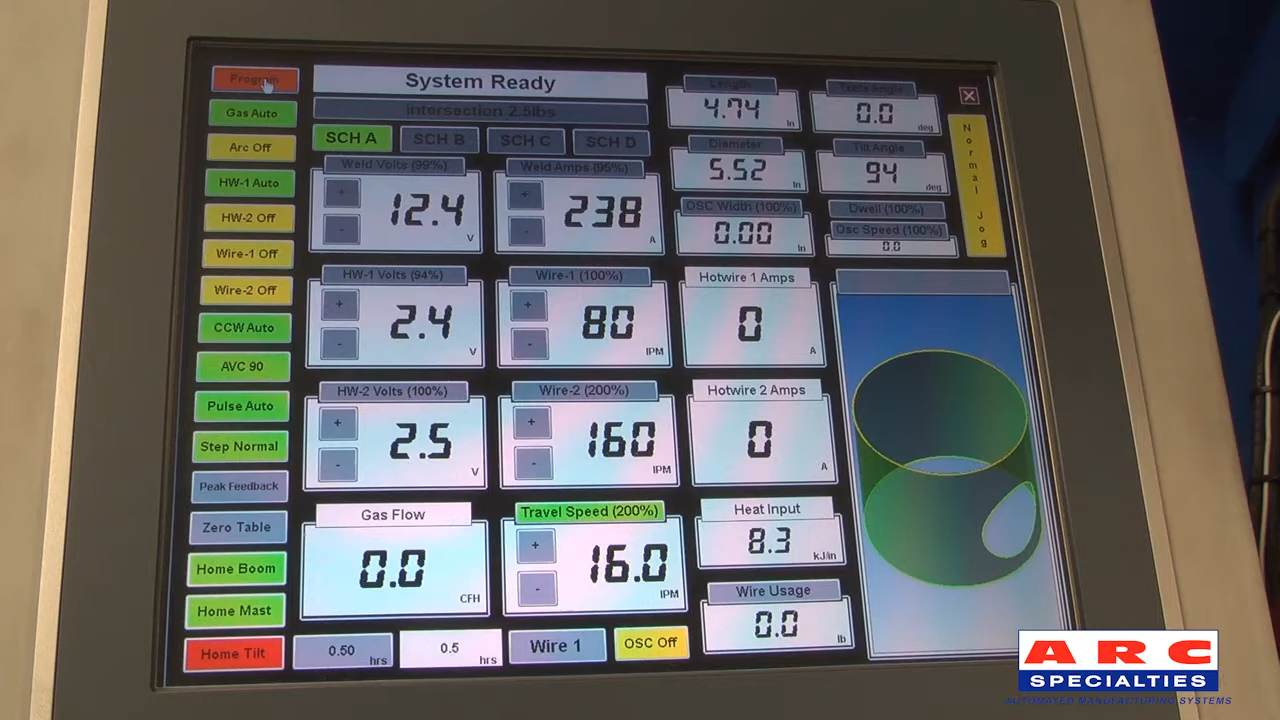 Program
System Ready
intersection 2.5lbs
Gas Auto
Arc Off
HW-1 Auto
HW-2 Off
Wire-1 Off
Wire-2 Off
CCW Auto
AVC 90
Pulse Auto
Step Normal
Peak Feedback
Zero Table
Home Boom
Home Mast
Home Tilt
SCH A SCH B SCH C SCH D
Weld Volts (99%)
+
-
12.4
V
Weld Amps (95%)
+
-
238
A
HW-1 Volts (94%)
+
-
2.4
V
Wire-1 (100%)
+
-
80
IPM
HW-2 Volts (100%)
+
-
2.5
V
Wire-2 (200%)
+
-
160
IPM
Gas Flow
0.0
CFH
Travel Speed (200%)
+
-
16.0
IPM
0.50
hrs
0.5
hrs
Wire 1
OSC Off
Length
4.74
in
Diameter
5.52
in
OSC Width (100%)
0.00
in
Hotwire 1 Amps
0
A
Hotwire 2 Amps
0
A
Heat Input
8.3
kJ/in
Wire Usage
0.0
lb
Torch Angle
0.0
deg
Tilt Angle
94
deg
Dwell (100%)
Osc Speed (100%)
0.0
X
Normal Jog
ARC
SPECIALTIES
AUTOMATED MANUFACTURING SYSTEMS